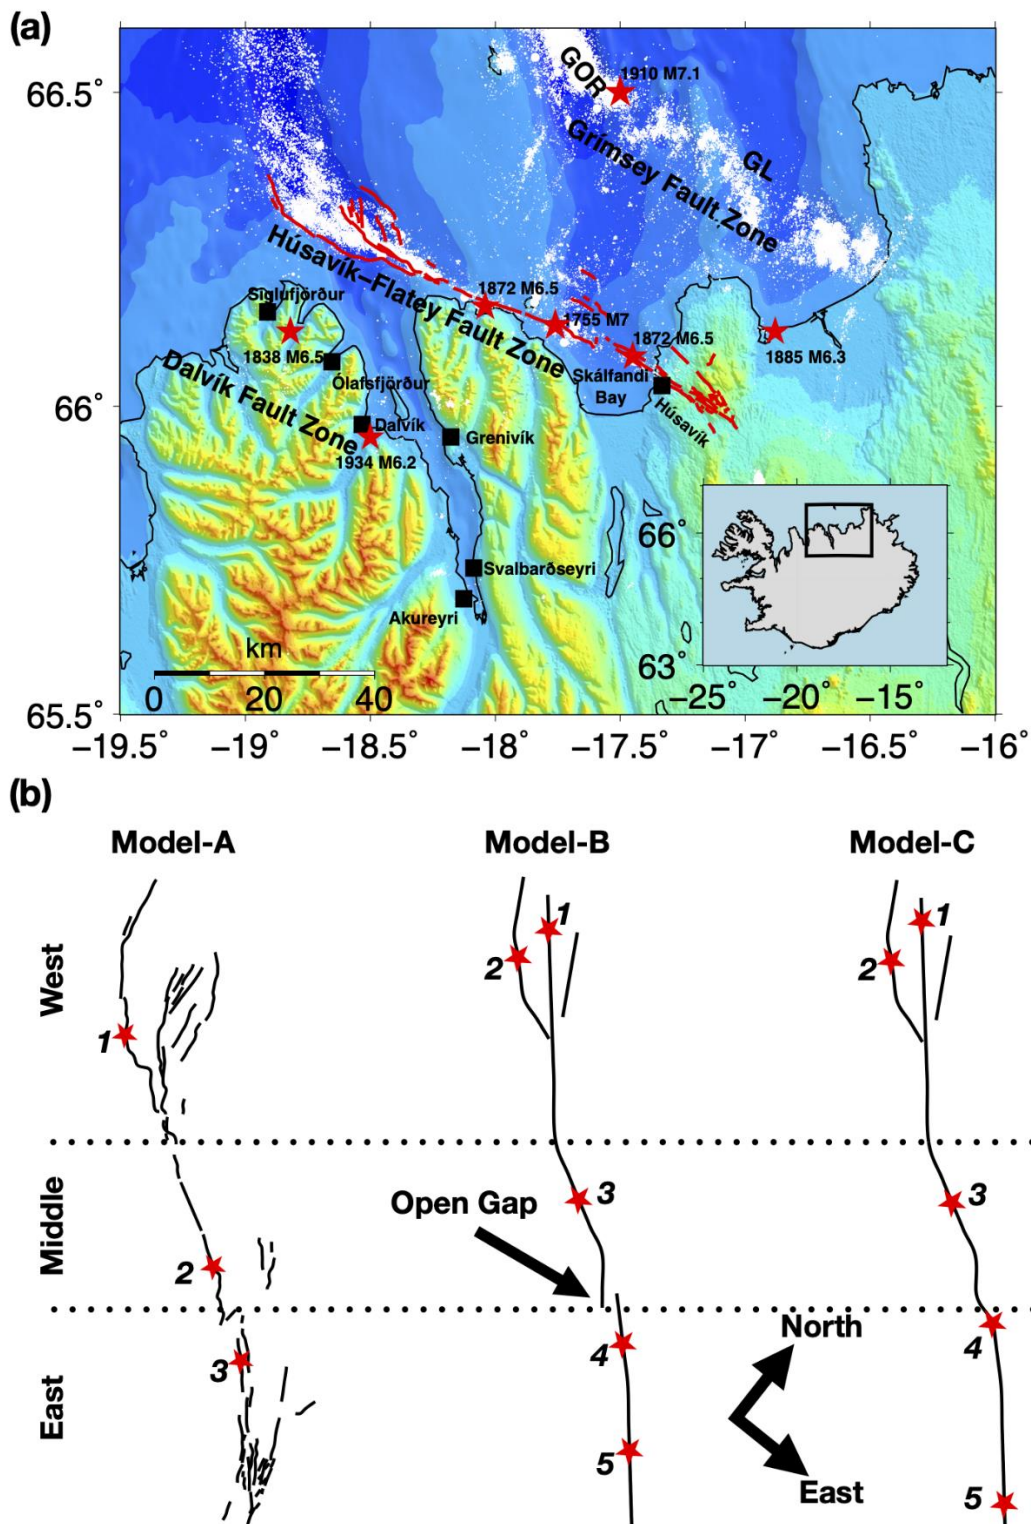 (a)
66.5°
66°
65.5°
GOR
1910 M7.1
GL
Grímsey Fault Zone
Húsavík–Flatey Fault Zone
1872 M6.5
Siglufjörður
1755 M7
1872 M6.5
1838 M6.5
1885 M6.3
Dalvík Fault Zone
Ólafsfjörður
Skálfandi
Bay
Húsavík
Dalvík
Grenivík
1934 M6.2
66°
Svalbarðseyri
Akureyri
km
0 20 40
63°
−25° −20° −15°
−19.5 −19° −18.5° −18° −17.5° −17° −16.5° −16°
(b)
Model-A Model-B Model-C
West
1
2
1
1
2
Middle
Open Gap
2
3
3
East
3
4
5
4
5
North
East